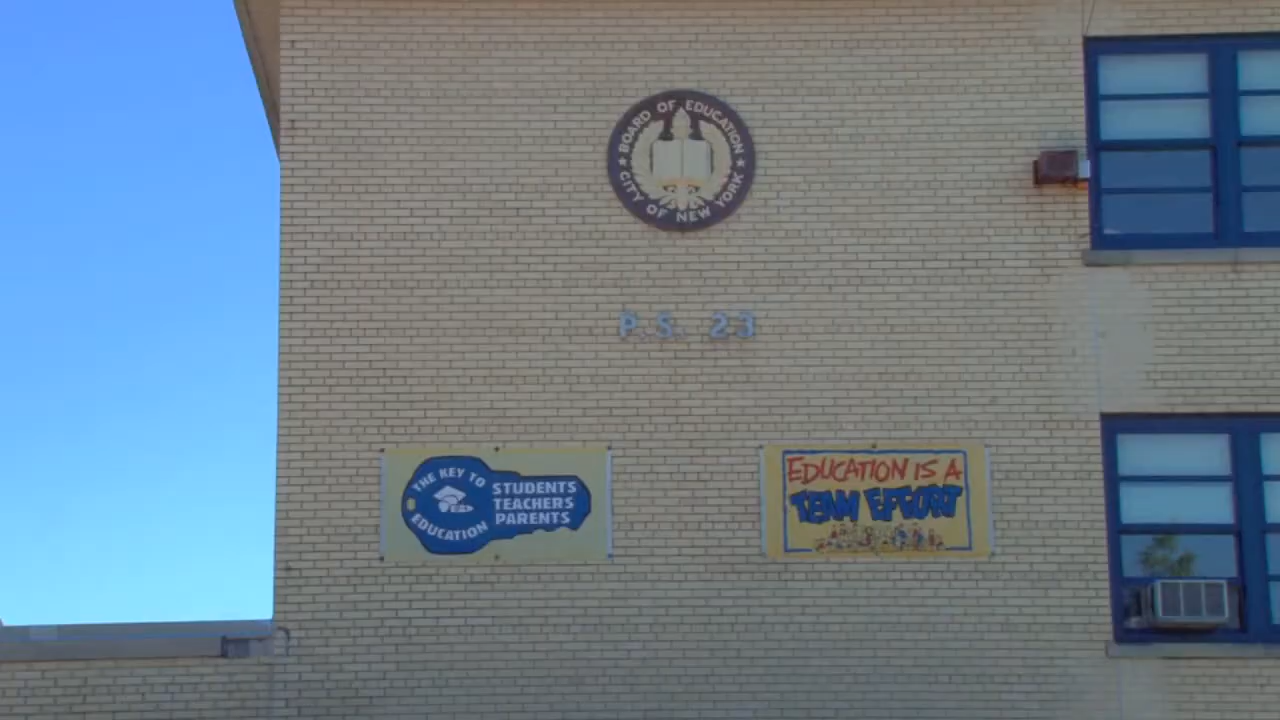 BOARD OF EDUCATION
CITY OF NEW YORK
P.S. 23
THE KEY TO
EDUCATION
STUDENTS
TEACHERS
PARENTS
EDUCATION IS A
TEAM EFFORT